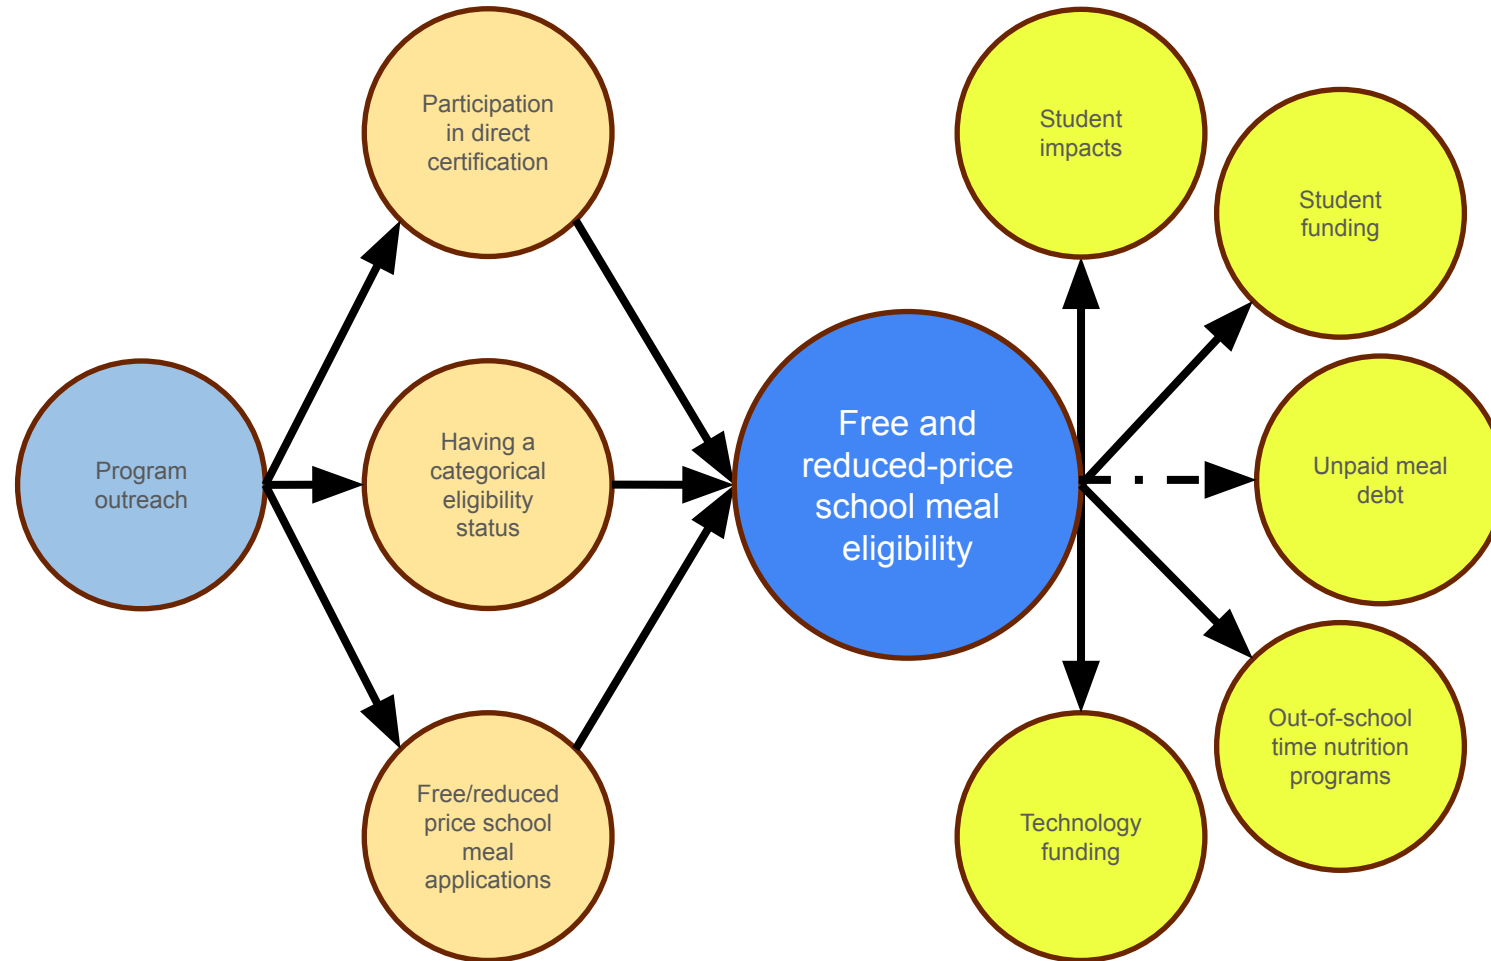 Program
outreach
Participation
in direct
certification
Having a
categorical
eligibility
status
Free/reduced
price school
meal
applications
Free and
reduced-price
school meal
eligibility
Student
impacts
Student
funding
Unpaid meal
debt
Out-of-school
time nutrition
programs
Technology
funding